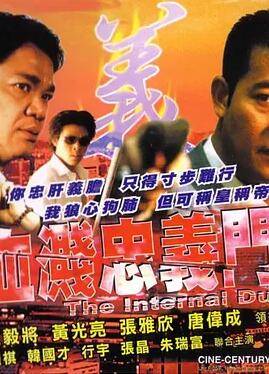 義
你忠肝義膽 只得寸步難行
我狼心狗肺 但可稱皇稱帝
血濺忠義門
The Internal Du
毅將 黃光亮 張雅欣 唐偉成 領
棋 韓國才 行宇 張晶 朱瑞富 聯合主演
CINE-CENTURY